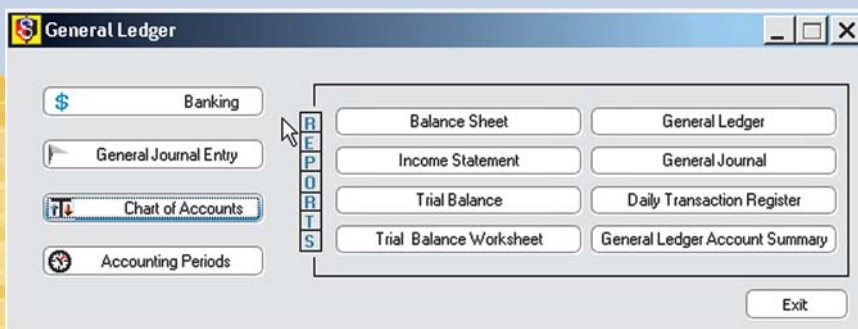 General Ledger
$ Banking
General Journal Entry
Chart of Accounts
Accounting Periods
REPORTS
Balance Sheet
General Ledger
Income Statement
General Journal
Trial Balance
Daily Transaction Register
Trial Balance Worksheet
General Ledger Account Summary
Exit